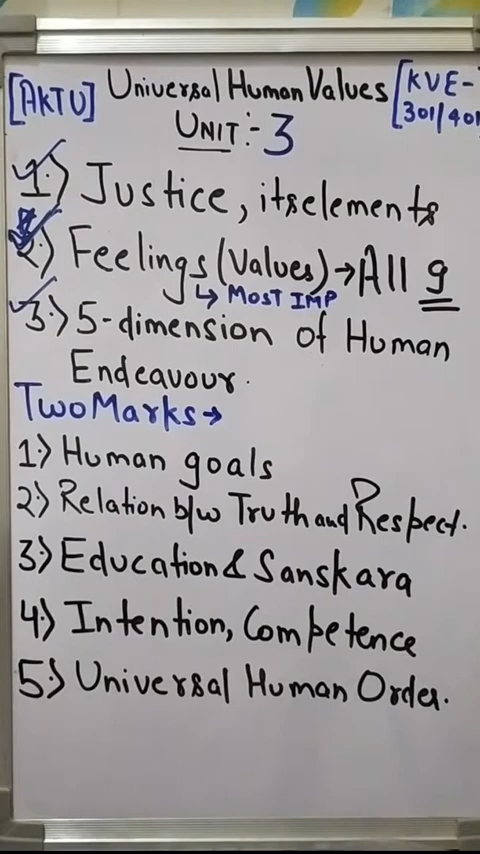 [AKTU] Universal Human Values [KVE-301/401
UNIT:-3
1.) Justice, its elements
2.) Feelings (Values) → All 9
↳ MOST IMP
3.) 5-dimension of Human
Endeavour.
Two Marks →
1.) Human goals
2.) Relation b/w Truth and Respect.
3.) Education & Sanskara
4.) Intention, Competence
5.) Universal Human Order.